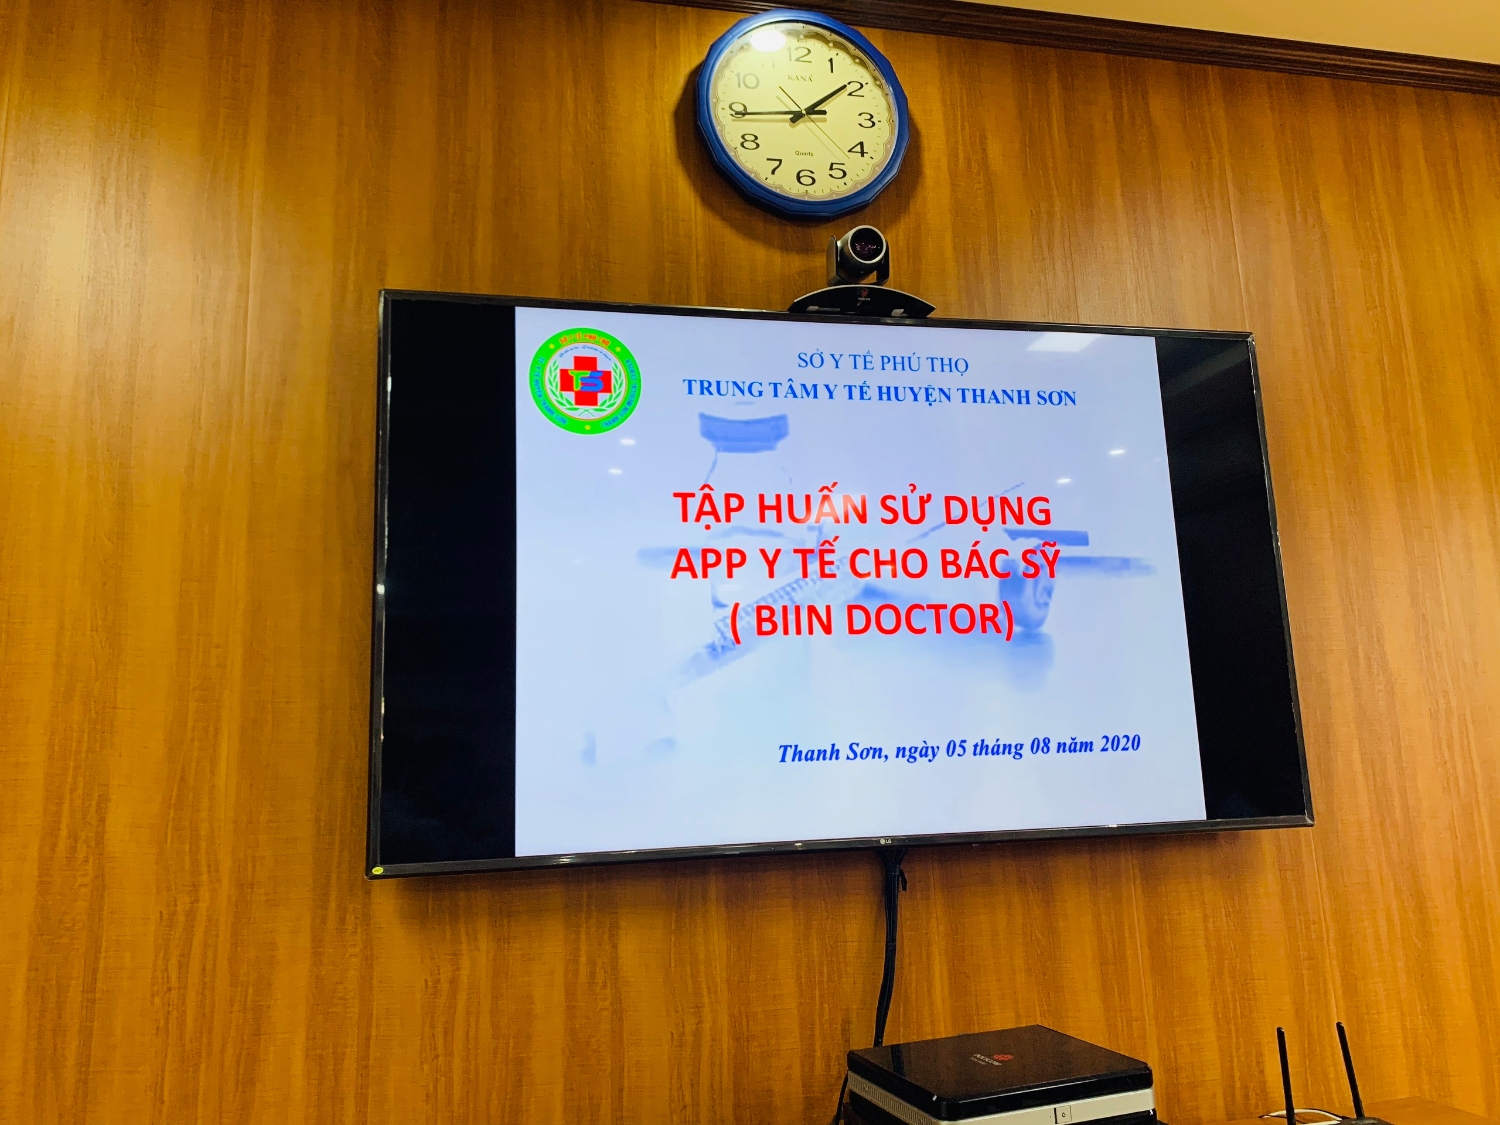 12
1
2
3
4
5
6
7
8
9
10
KANA
Quartz
TS
SỞ Y TẾ PHÚ THỌ
TRUNG TÂM Y TẾ HUYỆN THANH SƠN
TẬP HUẤN SỬ DỤNG
APP Y TẾ CHO BÁC SỸ
( BIIN DOCTOR)
Thanh Sơn, ngày 05 tháng 08 năm 2020
LG